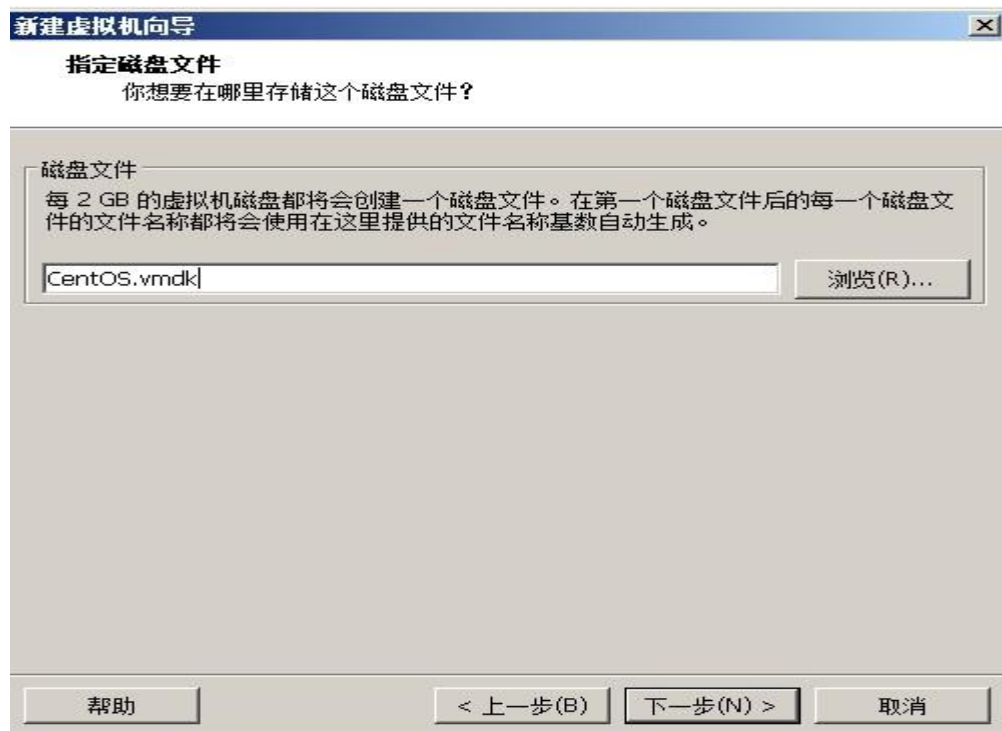 新建虚拟机向导
指定磁盘文件
你想要在哪里存储这个磁盘文件?
磁盘文件
每 2 GB 的虚拟机磁盘都将会创建一个磁盘文件。在第一个磁盘文件后的每一个磁盘文
件的文件名称都将会使用在这里提供的文件名称基数自动生成。
CentOS.vmdk
浏览(R)...
帮助
< 上一步(B)
下一步(N) >
取消